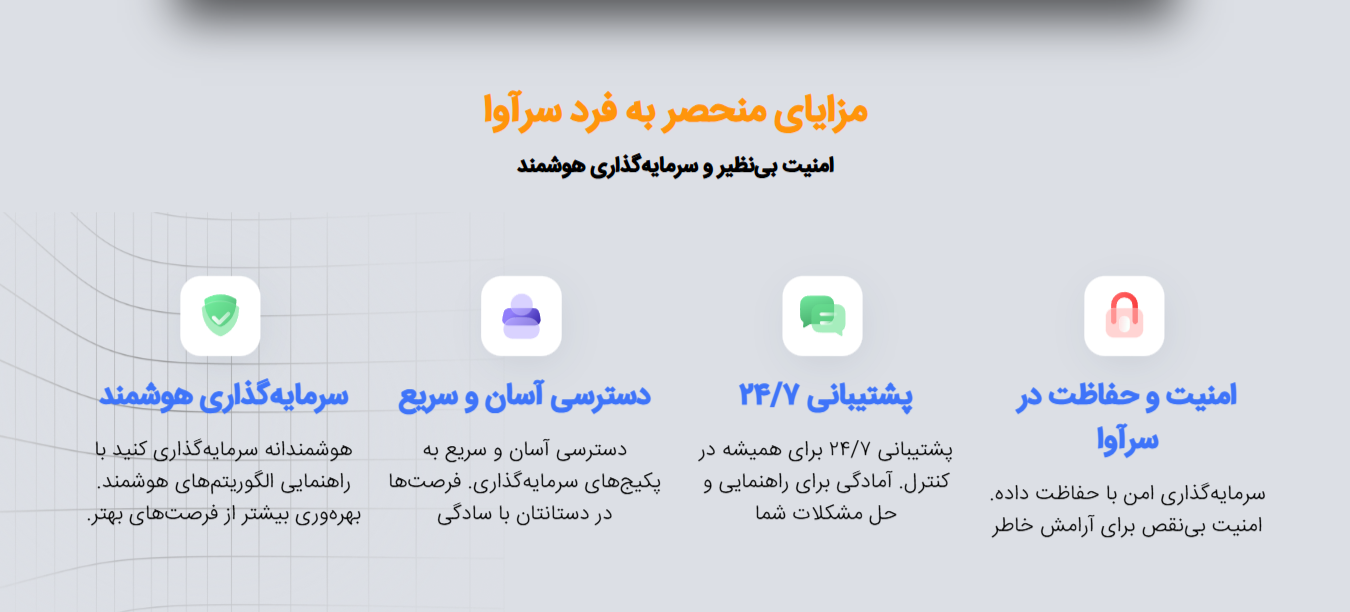 مزایای منحصر به فرد سرآوا
امنیت بی‌نظیر و سرمایه‌گذاری هوشمند
امنیت و حفاظت در
سرآوا
سرمایه‌گذاری امن با حفاظت داده.
امنیت بی‌نقص برای آرامش خاطر
پشتیبانی ۲۴/۷
پشتیبانی ۲۴/۷ برای همیشه در
کنترل. آمادگی برای راهنمایی و
حل مشکلات شما
دسترسی آسان و سریع
دسترسی آسان و سریع به
پکیج‌های سرمایه‌گذاری. فرصت‌ها
در دستانتان با سادگی
سرمایه‌گذاری هوشمند
هوشمندانه سرمایه‌گذاری کنید با
راهنمایی الگوریتم‌های هوشمند.
بهره‌وری بیشتر از فرصت‌های بهتر.